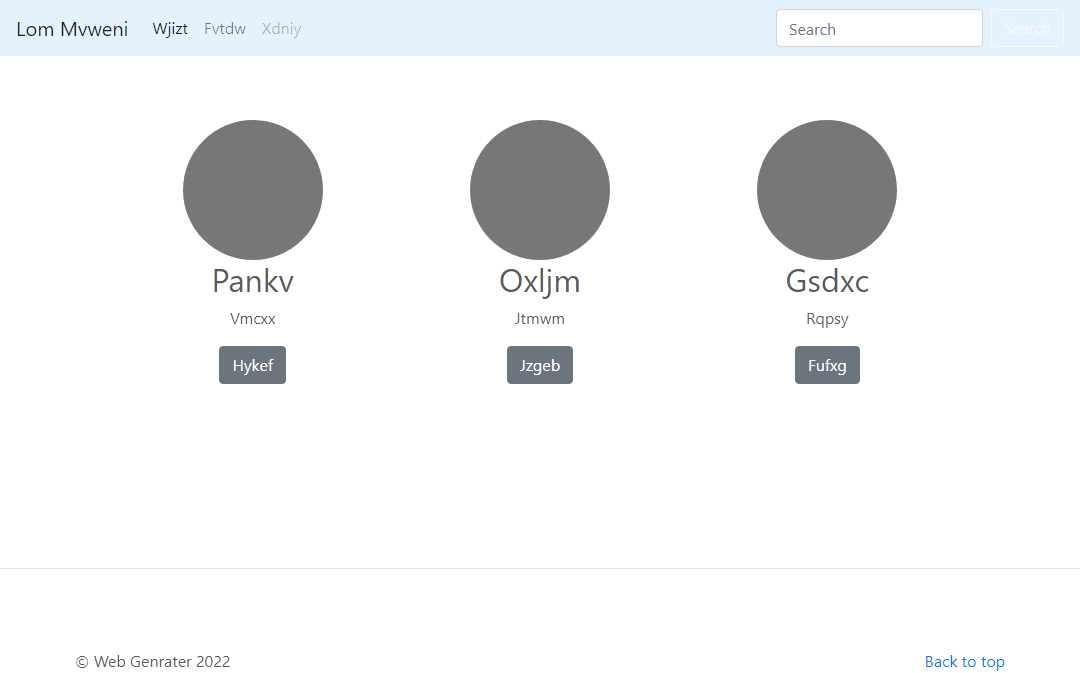 Lom Mvweni Wjizt Fvtdw Xdniy Search Search
Pankv Oxljm Gsdxc
Vmcxx Jtmwm Rqpsy
Hykef Jzgeb Fufxg
© Web Genrater 2022 Back to top